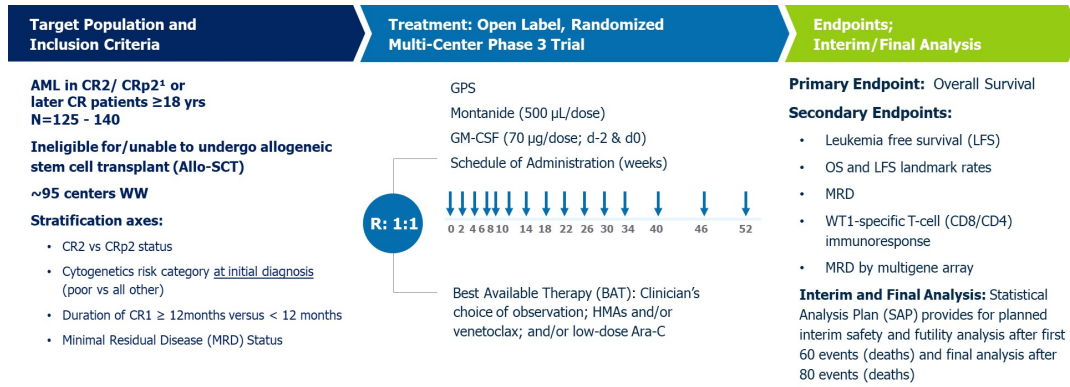 Target Population and
Inclusion Criteria
AML in CR2/ CRp2¹ or
later CR patients ≥18 yrs
N=125 - 140
Ineligible for/unable to undergo allogeneic
stem cell transplant (Allo-SCT)
~95 centers WW
Stratification axes:
• CR2 vs CRp2 status
• Cytogenetics risk category at initial diagnosis
(poor vs all other)
• Duration of CR1 ≥ 12months versus < 12 months
• Minimal Residual Disease (MRD) Status
Treatment: Open Label, Randomized
Multi-Center Phase 3 Trial
R: 1:1
GPS
Montanide (500 µL/dose)
GM-CSF (70 µg/dose; d-2 & d0)
Schedule of Administration (weeks)
0 2 4 6 8 10 14 18 22 26 30 34 40 46 52
Best Available Therapy (BAT): Clinician's
choice of observation; HMAs and/or
venetoclax; and/or low-dose Ara-C
Endpoints;
Interim/Final Analysis
Primary Endpoint: Overall Survival
Secondary Endpoints:
• Leukemia free survival (LFS)
• OS and LFS landmark rates
• MRD
• WT1-specific T-cell (CD8/CD4)
immunoresponse
• MRD by multigene array
Interim and Final Analysis: Statistical
Analysis Plan (SAP) provides for planned
interim safety and futility analysis after first
60 events (deaths) and final analysis after
80 events (deaths)